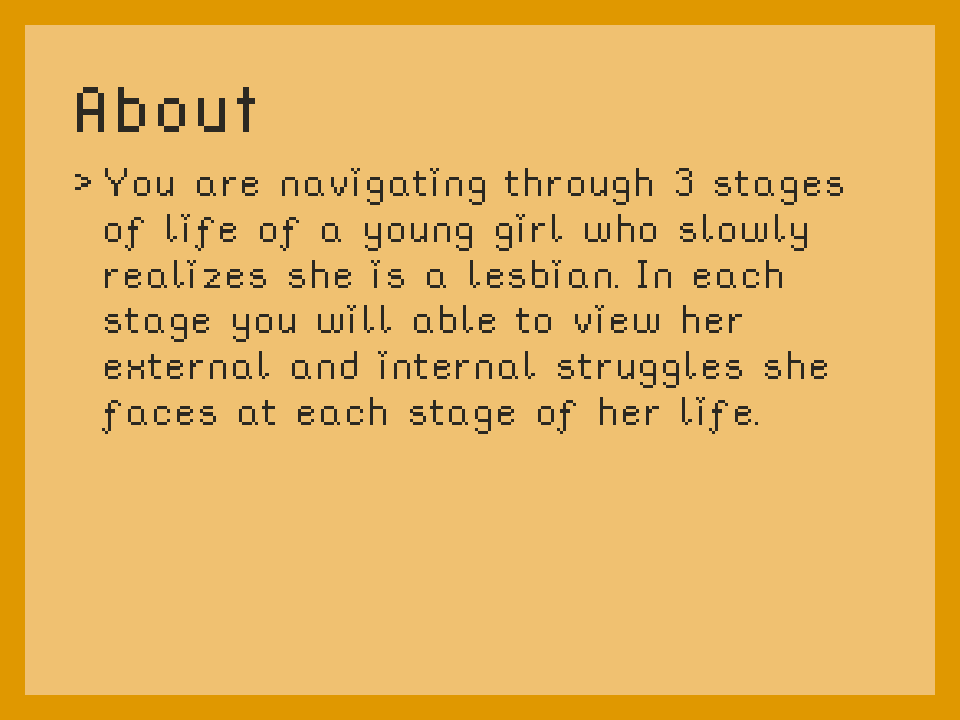 About
> You are navigating through 3 stages
of life of a young girl who slowly
realizes she is a lesbian. In each
stage you will able to view her
external and internal struggles she
faces at each stage of her life.